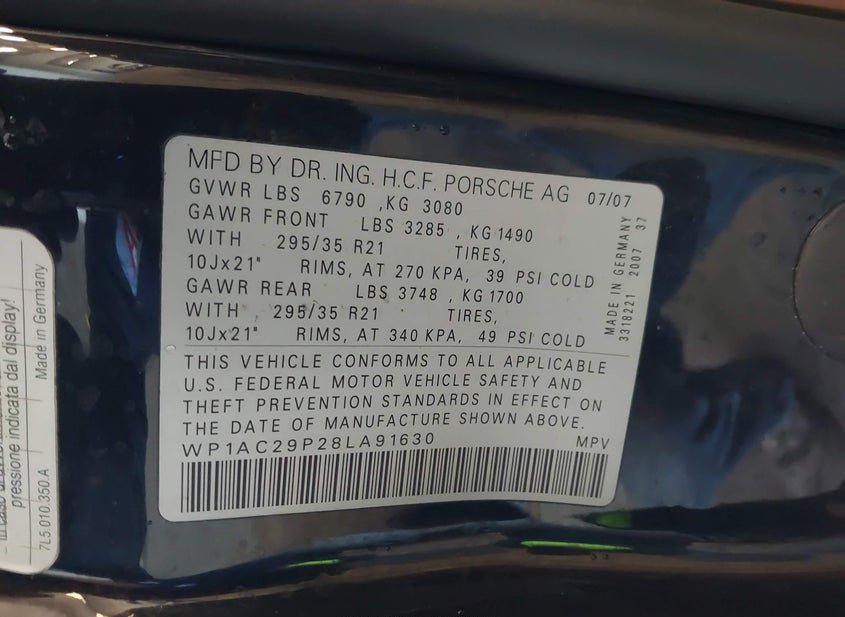 MFD BY DR. ING. H.C.F. PORSCHE AG 07/07
GVWR LBS 6790 ,KG 3080
GAWR FRONT LBS 3285 , KG 1490
WITH 295/35 R21 TIRES,
10Jx21" RIMS, AT 270 KPA, 39 PSI COLD
GAWR REAR LBS 3748 , KG 1700
WITH 295/35 R21 TIRES,
10Jx21" RIMS, AT 340 KPA, 49 PSI COLD
THIS VEHICLE CONFORMS TO ALL APPLICABLE
U.S. FEDERAL MOTOR VEHICLE SAFETY AND
THEFT PREVENTION STANDARDS IN EFFECT ON
THE DATE OF MANUFACTURE SHOWN ABOVE.
WP1AC29P28LA91630 MPV
MADE IN GERMANY
3318221 2007 37
pressione indicata dal display!
7L5.010.350.A Made in Germany